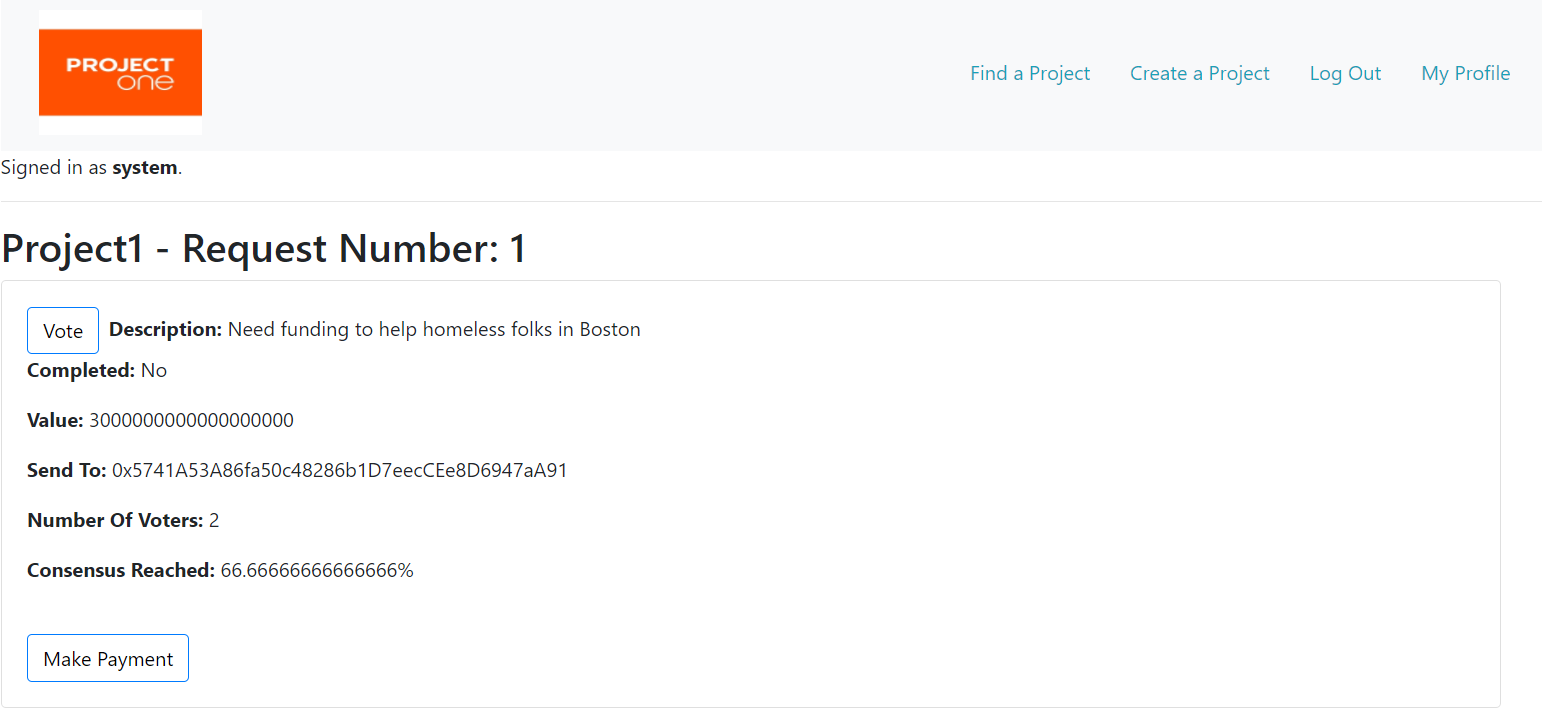 PROJECT
one
Find a Project Create a Project Log Out My Profile
Signed in as system.
Project1 - Request Number: 1
Vote Description: Need funding to help homeless folks in Boston
Completed: No
Value: 3000000000000000000
Send To: 0x5741A53A86fa50c48286b1D7eecCEe8D6947aA91
Number Of Voters: 2
Consensus Reached: 66.66666666666666%
Make Payment